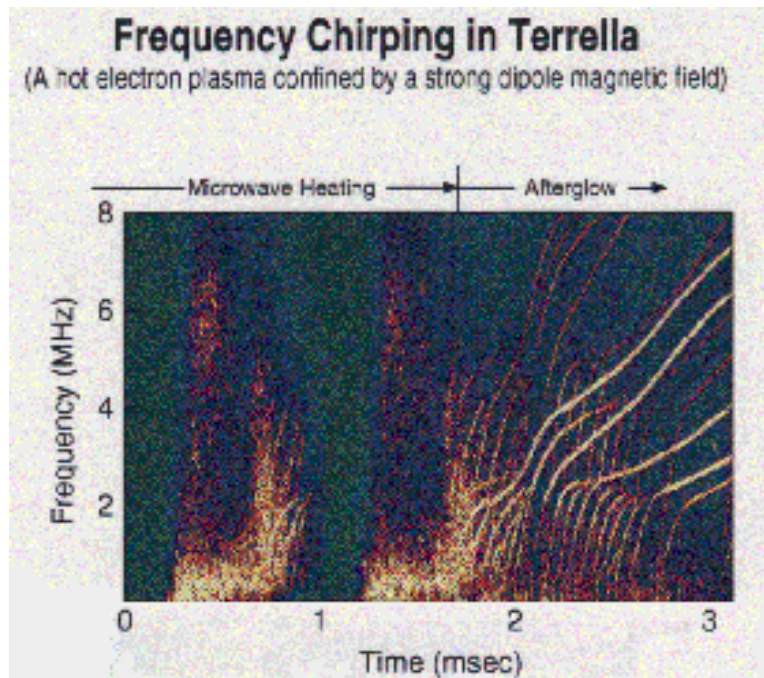 Frequency Chirping in Terrella
(A hot electron plasma confined by a strong dipole magnetic field)
Microwave Heating
Afterglow
8
6
4
2
Frequency (MHz)
0 1 2 3
Time (msec)